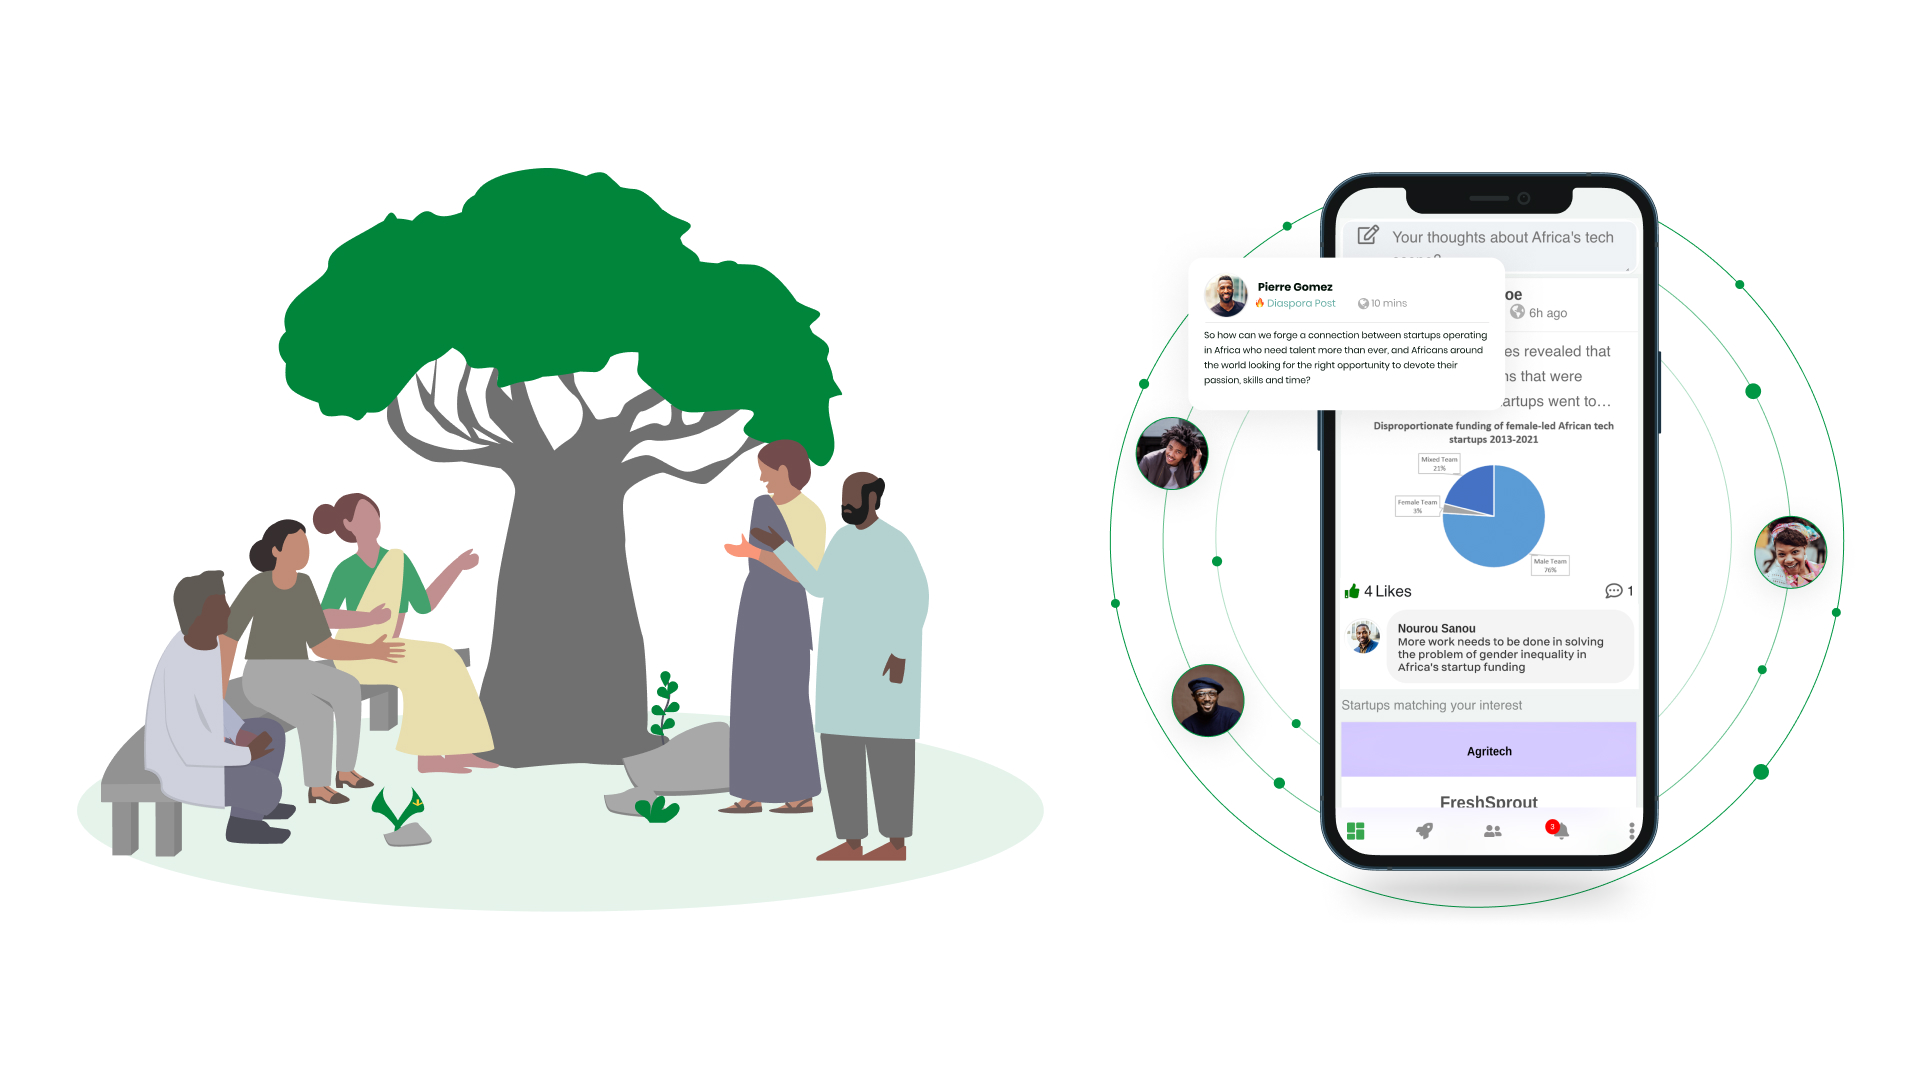 Your thoughts about Africa's tech
Pierre Gomez
Diaspora Post
10 mins
So how can we forge a connection between startups operating
in Africa who need talent more than ever, and Africans around
the world looking for the right opportunity to devote their
passion, skills and time?
oe
6h ago
es revealed that
ns that were
artups went to...
Disproportionate funding of female-led African tech
startups 2013-2021
Mixed Team
21%
Female Team
3%
Male Team
76%
4 Likes
1
Nourou Sanou
More work needs to be done in solving
the problem of gender inequality in
Africa's startup funding
Startups matching your interest
Agritech
FreshSprout
3